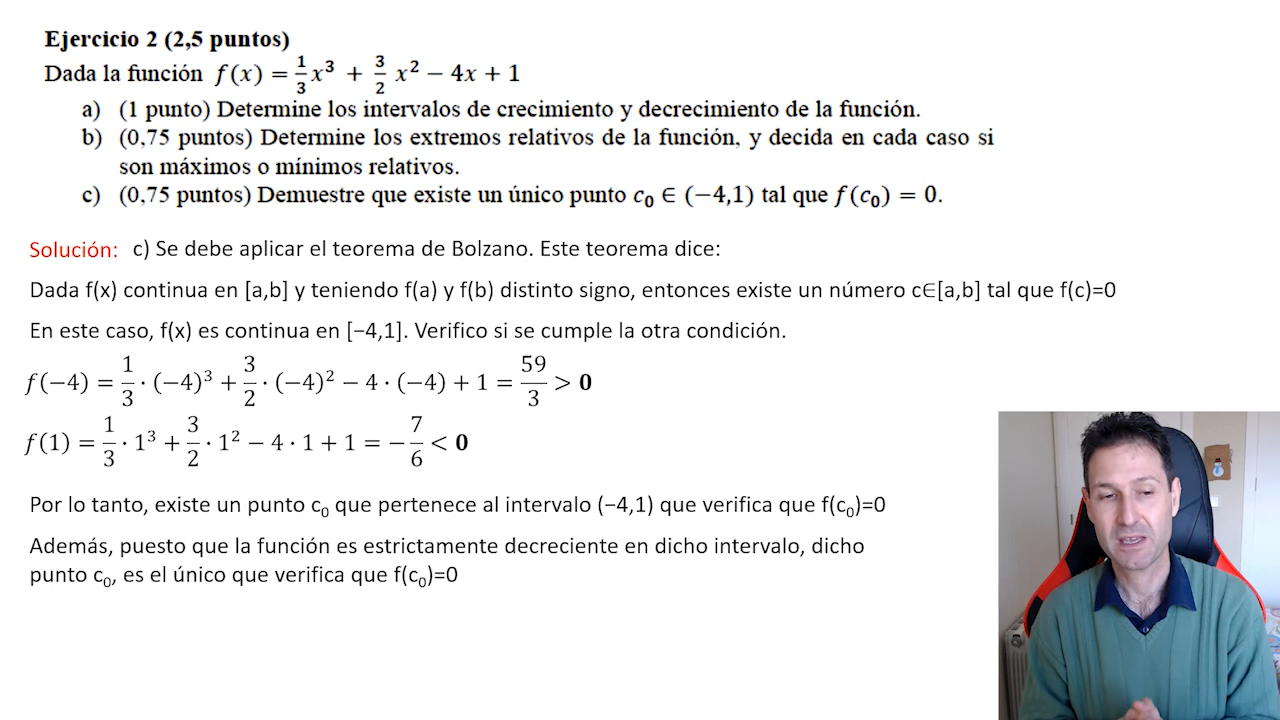 Ejercicio 2 (2,5 puntos)
Dada la función f(x) = 1/3 x³ + 3/2 x² − 4x + 1
a) (1 punto) Determine los intervalos de crecimiento y decrecimiento de la función.
b) (0,75 puntos) Determine los extremos relativos de la función, y decida en cada caso si
son máximos o mínimos relativos.
c) (0,75 puntos) Demuestre que existe un único punto c₀ ∈ (−4,1) tal que f(c₀) = 0.
Solución: c) Se debe aplicar el teorema de Bolzano. Este teorema dice:
Dada f(x) continua en [a,b] y teniendo f(a) y f(b) distinto signo, entonces existe un número c∈[a,b] tal que f(c)=0
En este caso, f(x) es continua en [−4,1]. Verifico si se cumple la otra condición.
f(−4) = 1/3 · (−4)³ + 3/2 · (−4)² − 4 · (−4) + 1 = 59/3 > 0
f(1) = 1/3 · 1³ + 3/2 · 1² − 4 · 1 + 1 = − 7/6 < 0
Por lo tanto, existe un punto c₀ que pertenece al intervalo (−4,1) que verifica que f(c₀)=0
Además, puesto que la función es estrictamente decreciente en dicho intervalo, dicho
punto c₀, es el único que verifica que f(c₀)=0